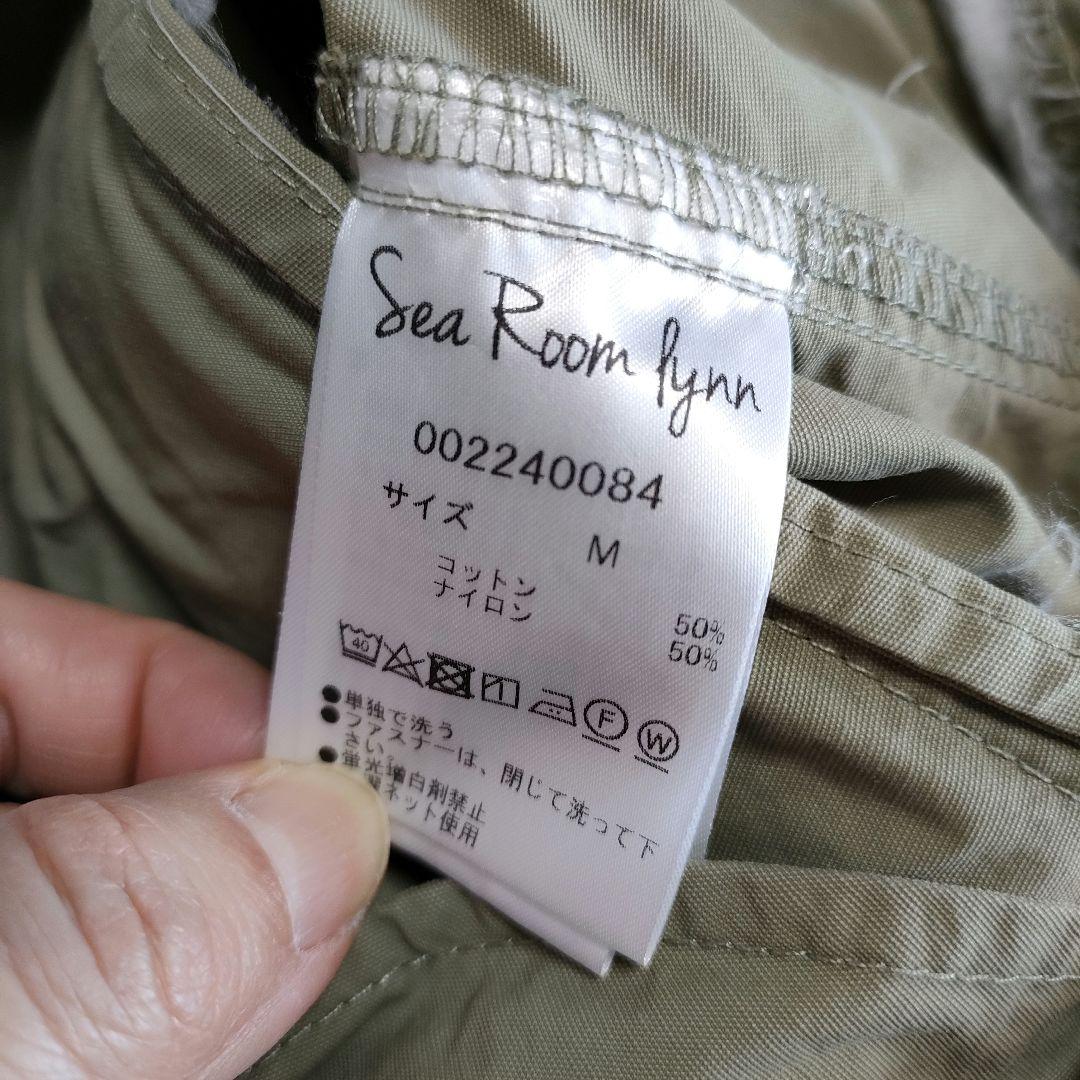 Sea Room lynn
002240084
サイズ M
コットン 50%
ナイロン 50%
40
F W
●単独で洗う
●ファスナーは、閉じて洗って下
さい。
●蛍光増白剤禁止
ネット使用